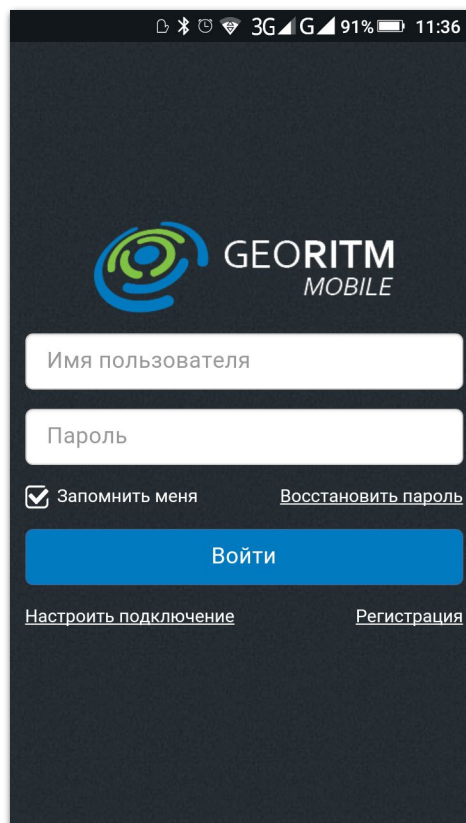 3G G 91% 11:36
GEORITM
MOBILE
Имя пользователя
Пароль
Запомнить меня Восстановить пароль
Войти
Настроить подключение Регистрация